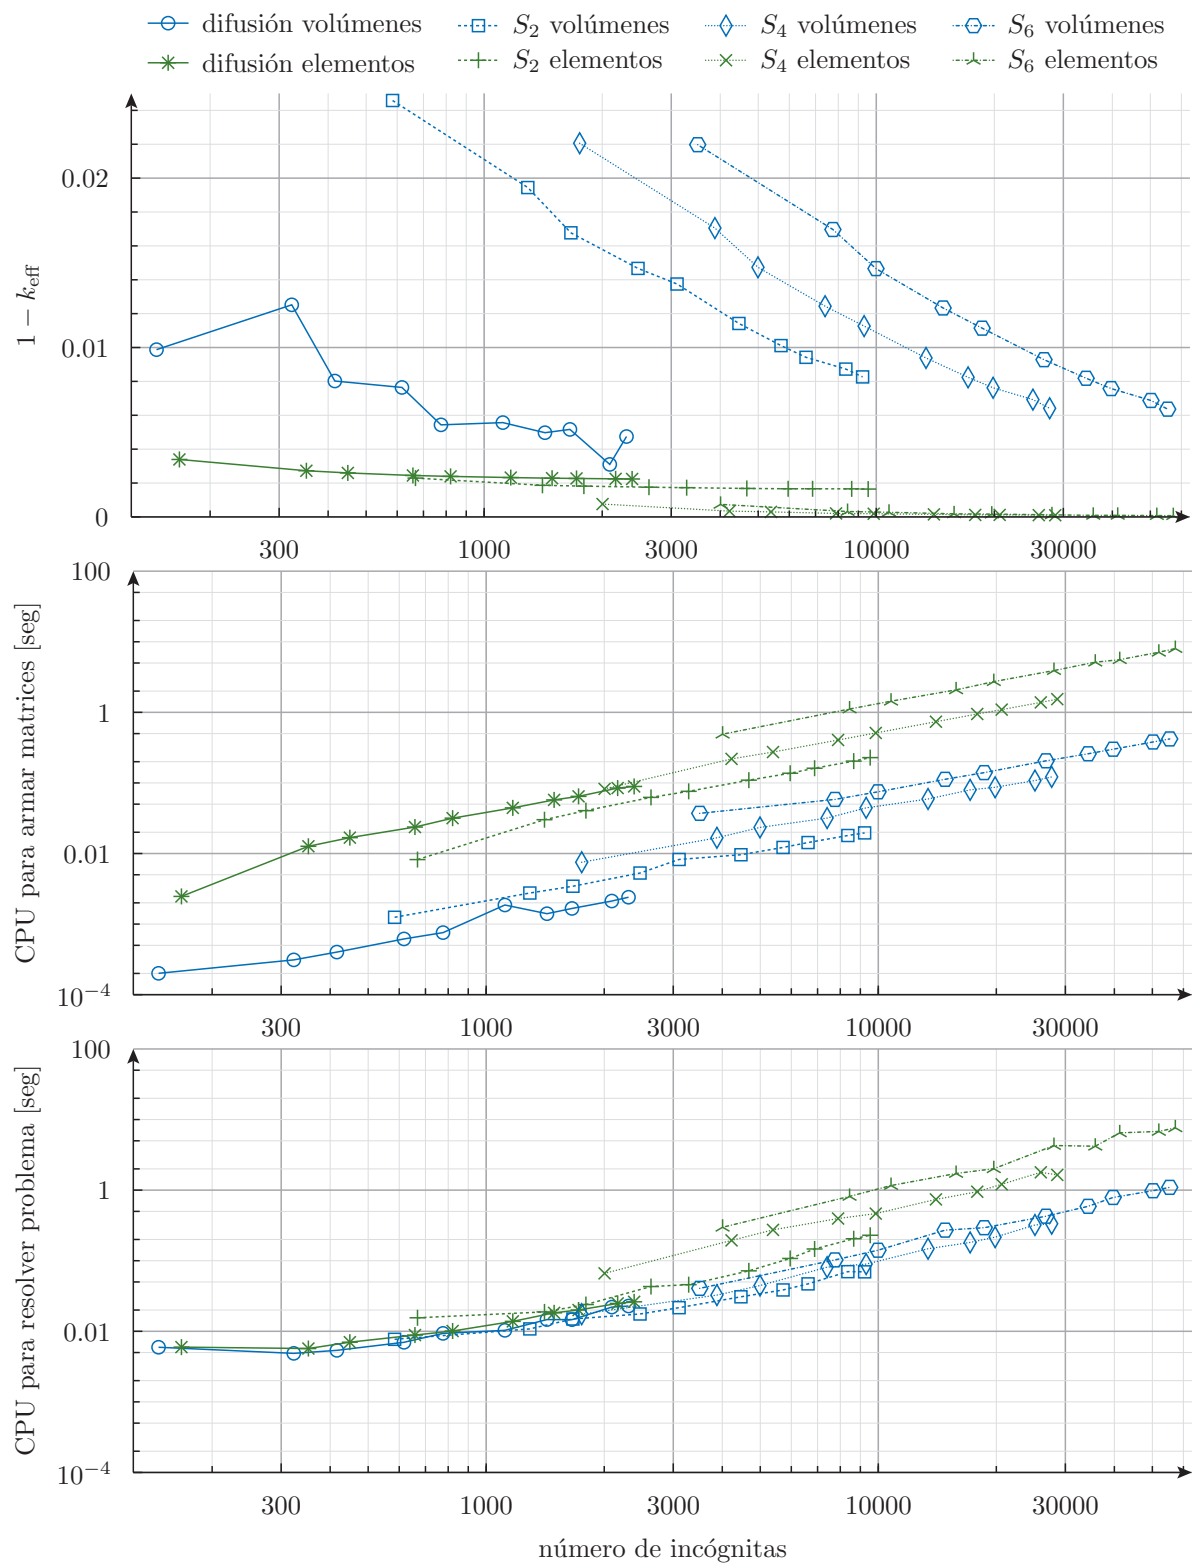 difusión volúmenes S₂ volúmenes S₄ volúmenes S₆ volúmenes
difusión elementos S₂ elementos S₄ elementos S₆ elementos
1 − k_eff
0.02
0.01
0
300 1000 3000 10000 30000
CPU para armar matrices [seg]
100
1
0.01
10⁻⁴
300 1000 3000 10000 30000
CPU para resolver problema [seg]
100
1
0.01
10⁻⁴
300 1000 3000 10000 30000
número de incógnitas